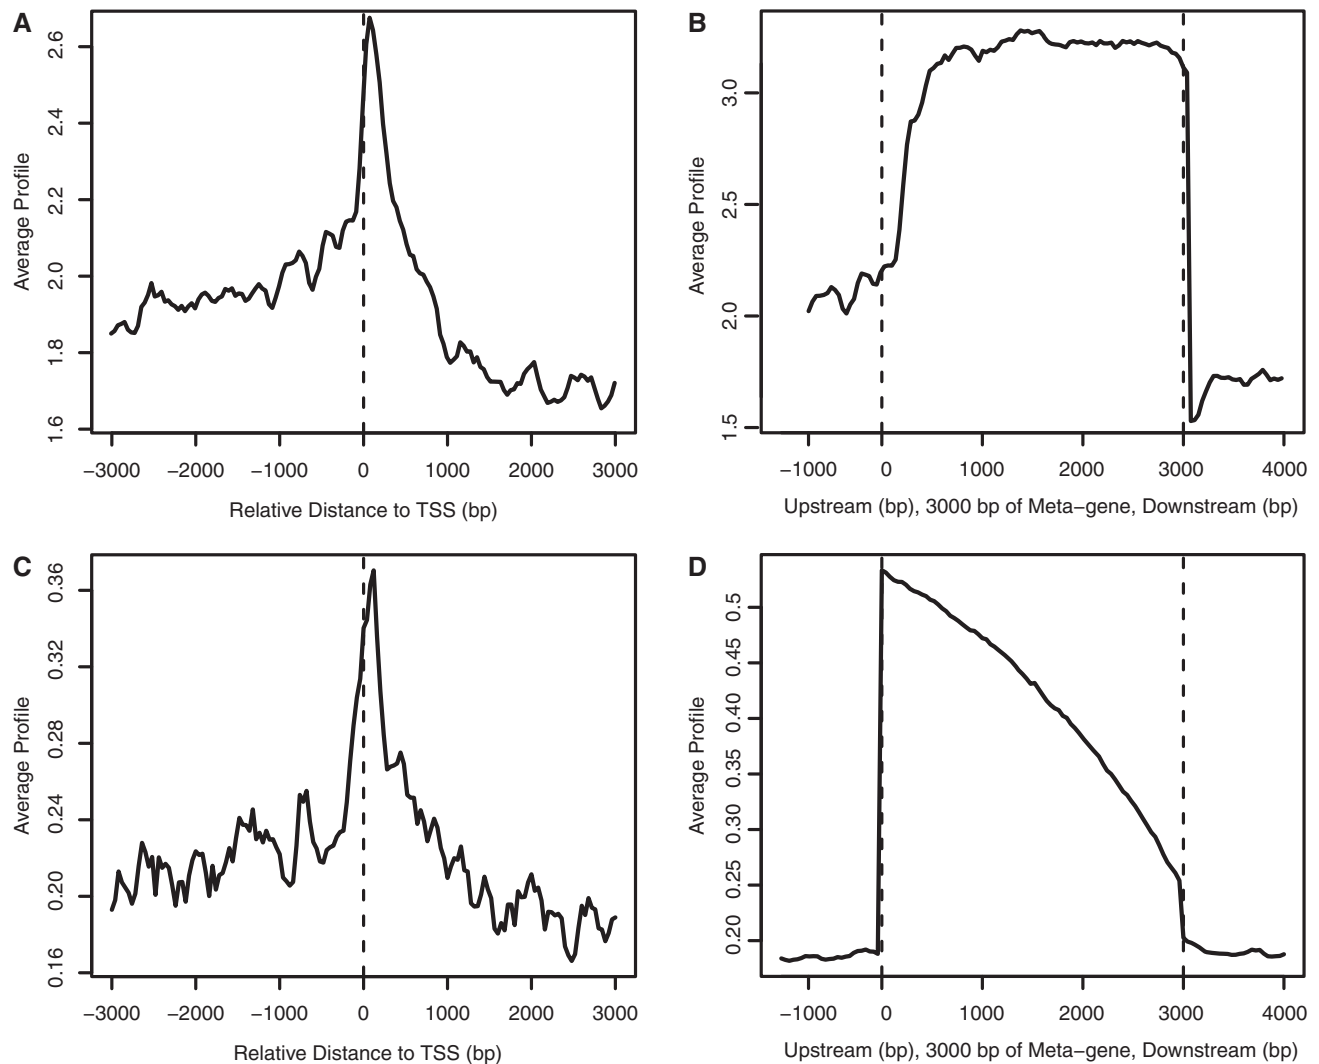 A
Average Profile
2.6
2.4
2.2
2.0
1.8
1.6
−3000 −2000 −1000 0 1000 2000 3000
Relative Distance to TSS (bp)
B
Average Profile
3.0
2.5
2.0
1.5
−1000 0 1000 2000 3000 4000
Upstream (bp), 3000 bp of Meta−gene, Downstream (bp)
C
Average Profile
0.36
0.32
0.28
0.24
0.20
0.16
−3000 −2000 −1000 0 1000 2000 3000
Relative Distance to TSS (bp)
D
Average Profile
0.5
0.45
0.40
0.35
0.30
0.25
0.20
−1000 0 1000 2000 3000 4000
Upstream (bp), 3000 bp of Meta−gene, Downstream (bp)